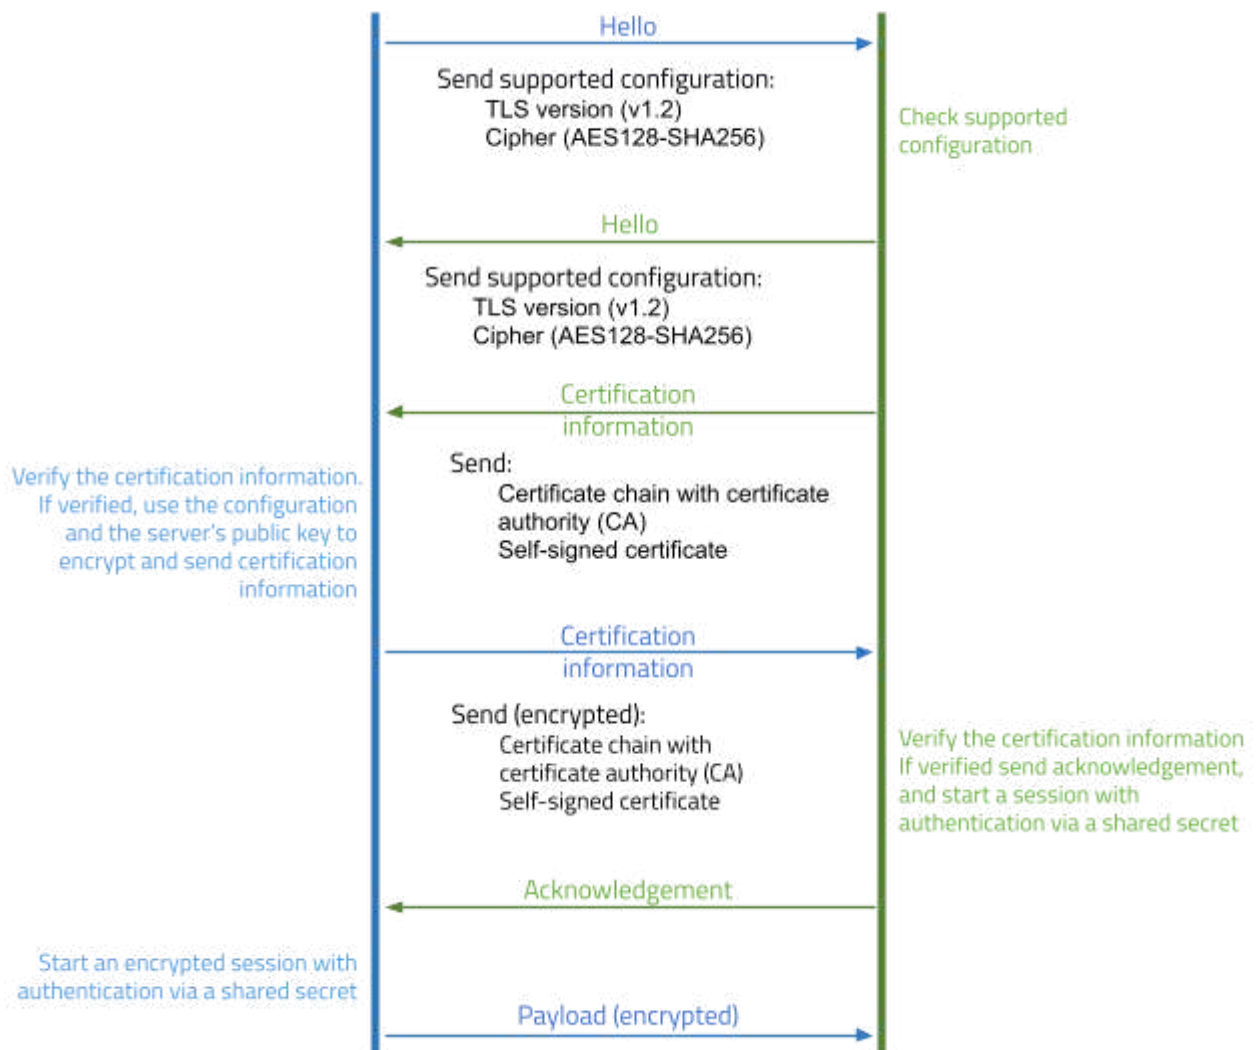 Hello
Send supported configuration:
TLS version (v1.2)
Cipher (AES128-SHA256)
Check supported
configuration
Hello
Send supported configuration:
TLS version (v1.2)
Cipher (AES128-SHA256)
Certification
information
Verify the certification information.
If verified, use the configuration
and the server's public key to
encrypt and send certification
information
Send:
Certificate chain with certificate
authority (CA)
Self-signed certificate
Certification
information
Send (encrypted):
Certificate chain with
certificate authority (CA)
Self-signed certificate
Verify the certification information
If verified send acknowledgement,
and start a session with
authentication via a shared secret
Acknowledgement
Start an encrypted session with
authentication via a shared secret
Payload (encrypted)